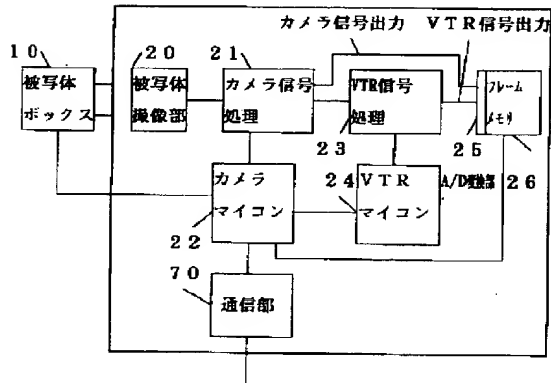 カメラ信号出力 VTR信号出力
10
20
21
被写体
ボックス
被写体
撮像部
カメラ信号
処理
VTR信号
処理
フレーム
メモリ
23
25
カメラ
マイコン
24
VTR
マイコン
A/D変換部
26
22
70
通信部